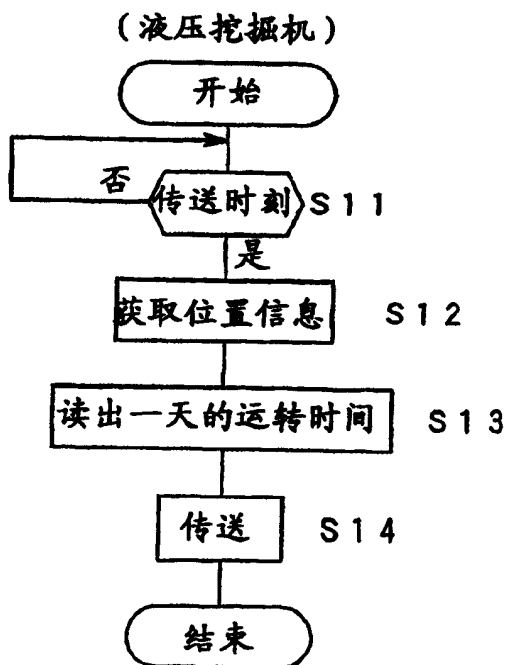 (液压挖掘机)
开始
否
传送时刻 S11
是
获取位置信息 S12
读出一天的运转时间 S13
传送 S14
结束